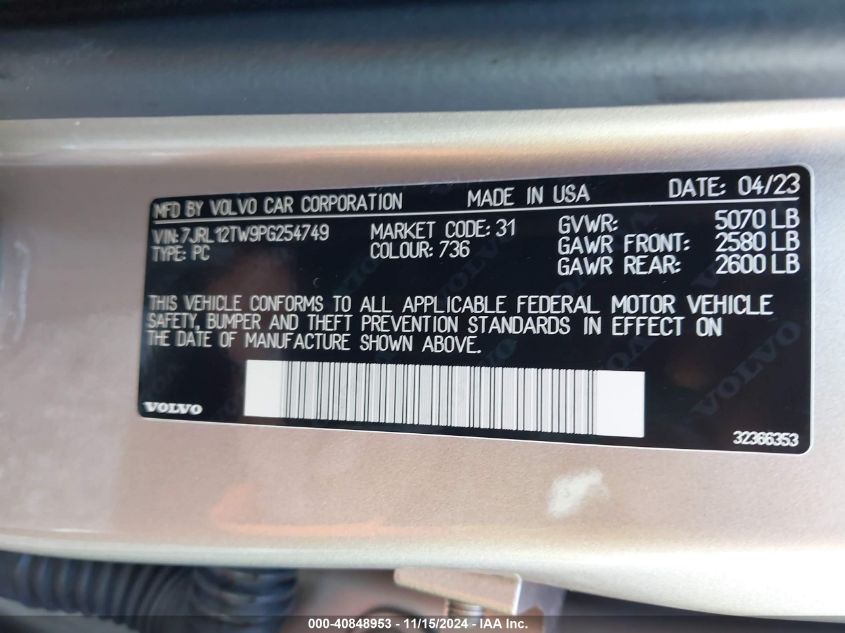 MFD BY VOLVO CAR CORPORATION MADE IN USA DATE: 04/23
VIN:7JRL12TW9PG254749 MARKET CODE: 31 GVWR: 5070 LB
TYPE: PC COLOUR: 736 GAWR FRONT: 2580 LB
GAWR REAR: 2600 LB
THIS VEHICLE CONFORMS TO ALL APPLICABLE FEDERAL MOTOR VEHICLE
SAFETY, BUMPER AND THEFT PREVENTION STANDARDS IN EFFECT ON
THE DATE OF MANUFACTURE SHOWN ABOVE.
VOLVO
VOLVO
32366353
000-40848953 - 11/15/2024 - IAA Inc.